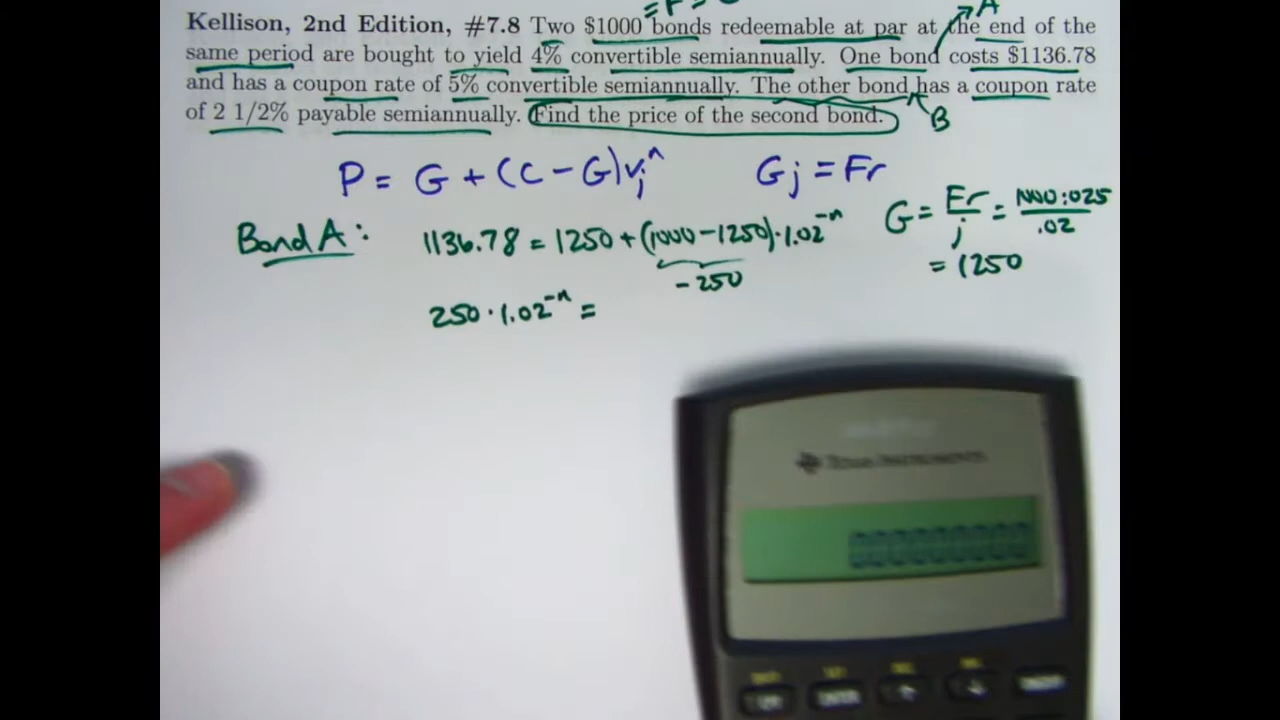 = F = C
A
Kellison, 2nd Edition, #7.8 Two $1000 bonds redeemable at par at the end of the
same period are bought to yield 4% convertible semiannually. One bond costs $1136.78
and has a coupon rate of 5% convertible semiannually. The other bond has a coupon rate
of 2 1/2% payable semiannually. Find the price of the second bond.
B
P = G + (C - G)v_j^n Gj = Fr
Bond A: 1136.78 = 1250 + (1000 - 1250) · 1.02^-n G = Fr/j = 1000·.025/.02
-250 = 1250
250 · 1.02^-n =
Texas Instruments